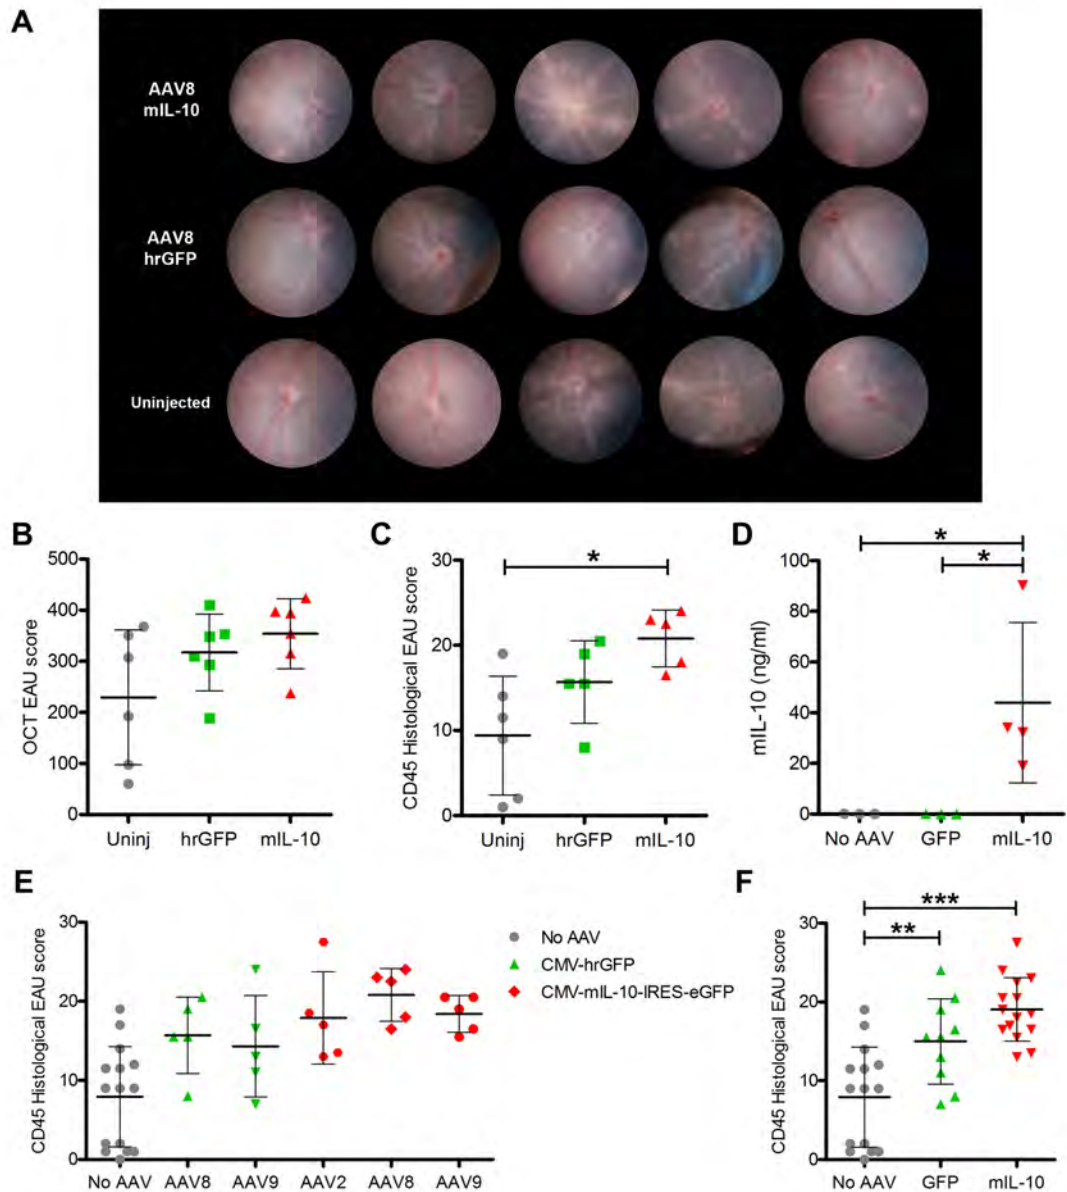 A
AAV8
mIL-10
AAV8
hrGFP
Uninjected
B
500
400
300
200
100
0
OCT EAU score
Uninj hrGFP mIL-10
C
30
20
10
0
CD45 Histological EAU score
*
Uninj hrGFP mIL-10
D
100
80
60
40
20
0
mIL-10 (ng/ml)
*
*
No AAV GFP mIL-10
E
30
20
10
0
CD45 Histological EAU score
No AAV AAV8 AAV9 AAV2 AAV8 AAV9
No AAV
CMV-hrGFP
CMV-mIL-10-IRES-eGFP
F
30
20
10
0
CD45 Histological EAU score
***
**
No AAV GFP mIL-10